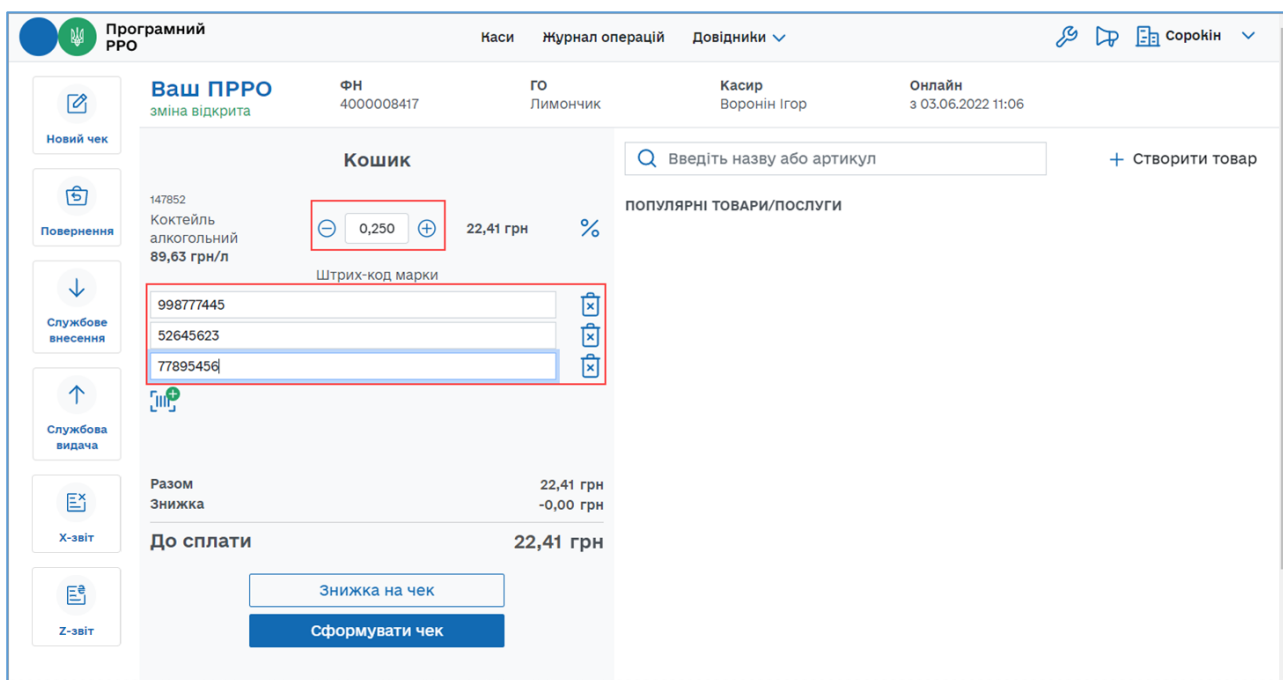 Програмний
РРО
Каси Журнал операцій Довідники Сорокін
Новий чек
Повернення
Службове
внесення
Службова
видача
X-звіт
Z-звіт
Ваш ПРРО
зміна відкрита
ФН
4000008417
ГО
Лимончик
Касир
Воронін Ігор
Онлайн
з 03.06.2022 11:06
Кошик
147852
Коктейль
алкогольний
89,63 грн/л
0,250
22,41 грн
%
Штрих-код марки
998777445
52645623
77895456
Разом 22,41 грн
Знижка -0,00 грн
До сплати 22,41 грн
Знижка на чек
Сформувати чек
Введіть назву або артикул
+ Створити товар
ПОПУЛЯРНІ ТОВАРИ/ПОСЛУГИ